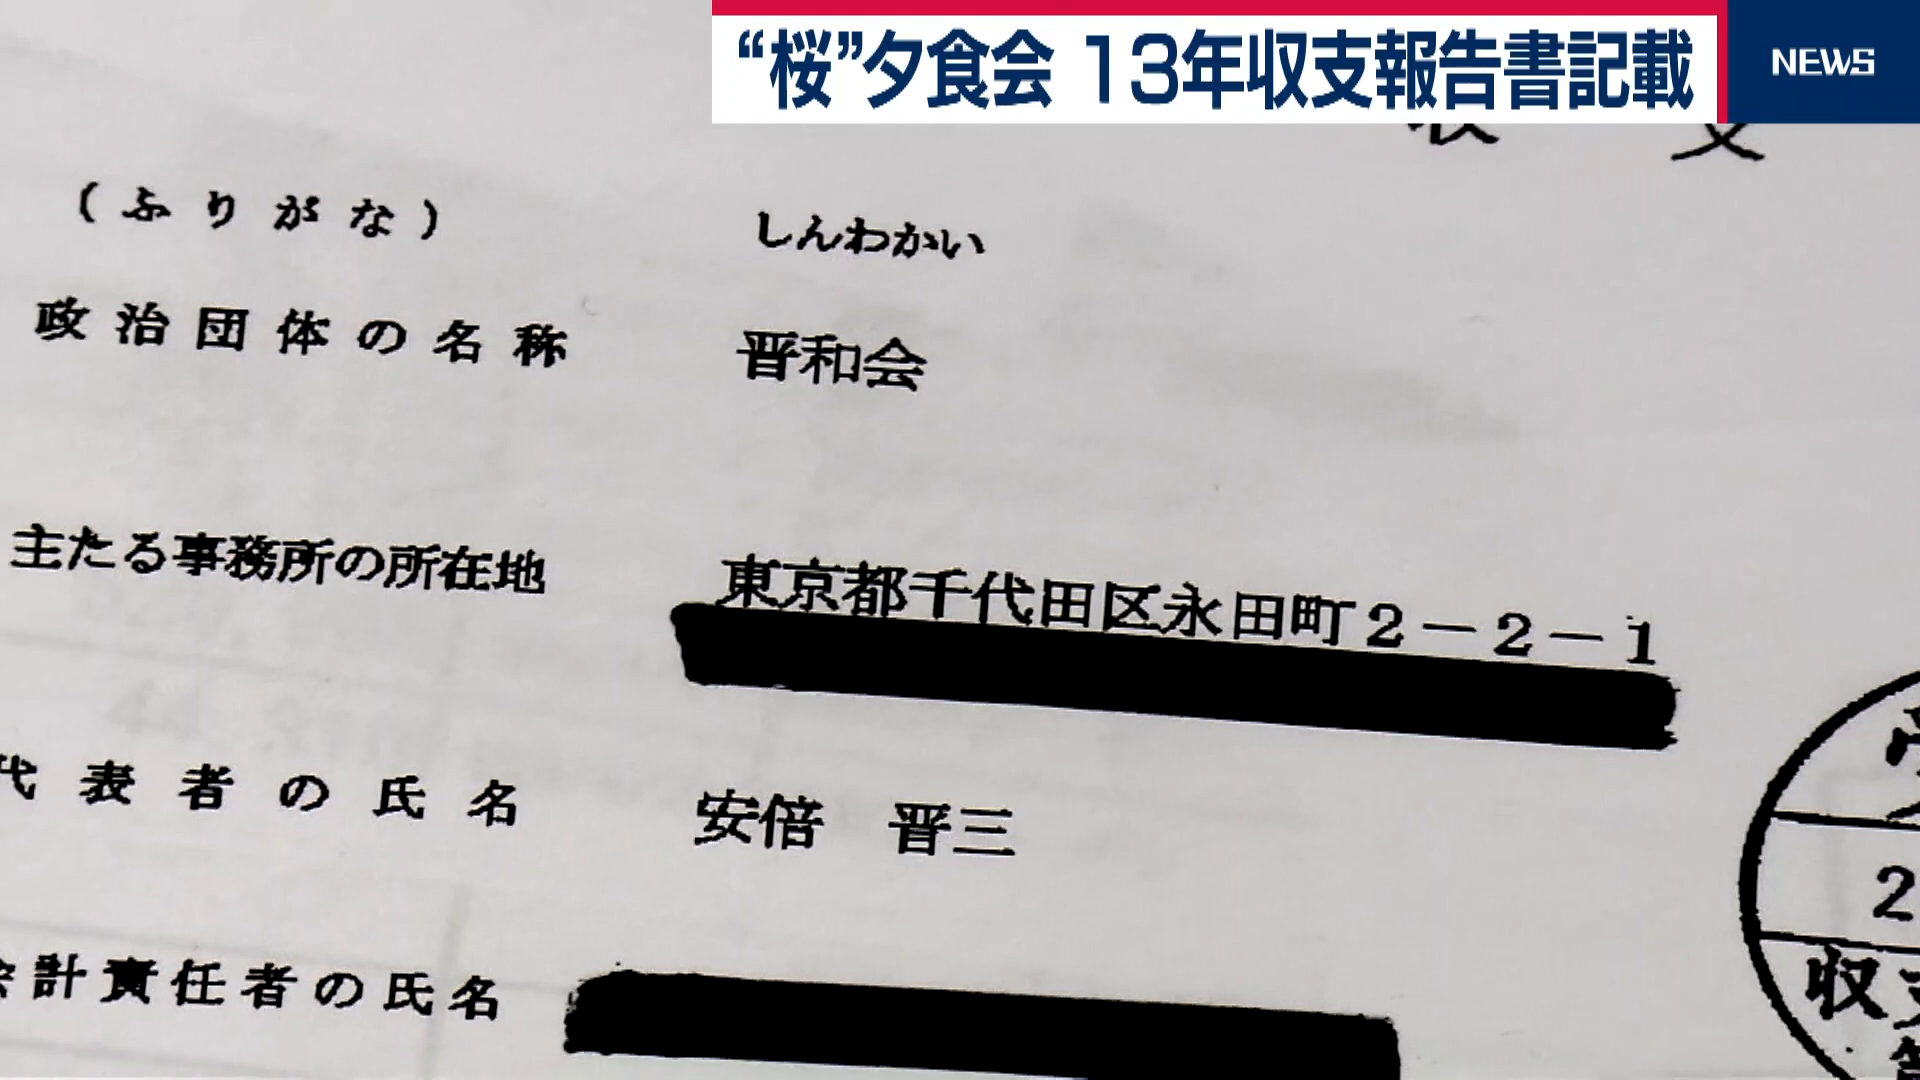 “桜”夕食会 13年収支報告書記載
NEWS
(ふりがな) しんわかい
政治団体の名称 晋和会
主たる事務所の所在地 東京都千代田区永田町2-2-1
代表者の氏名 安倍 晋三
会計責任者の氏名
2
収支